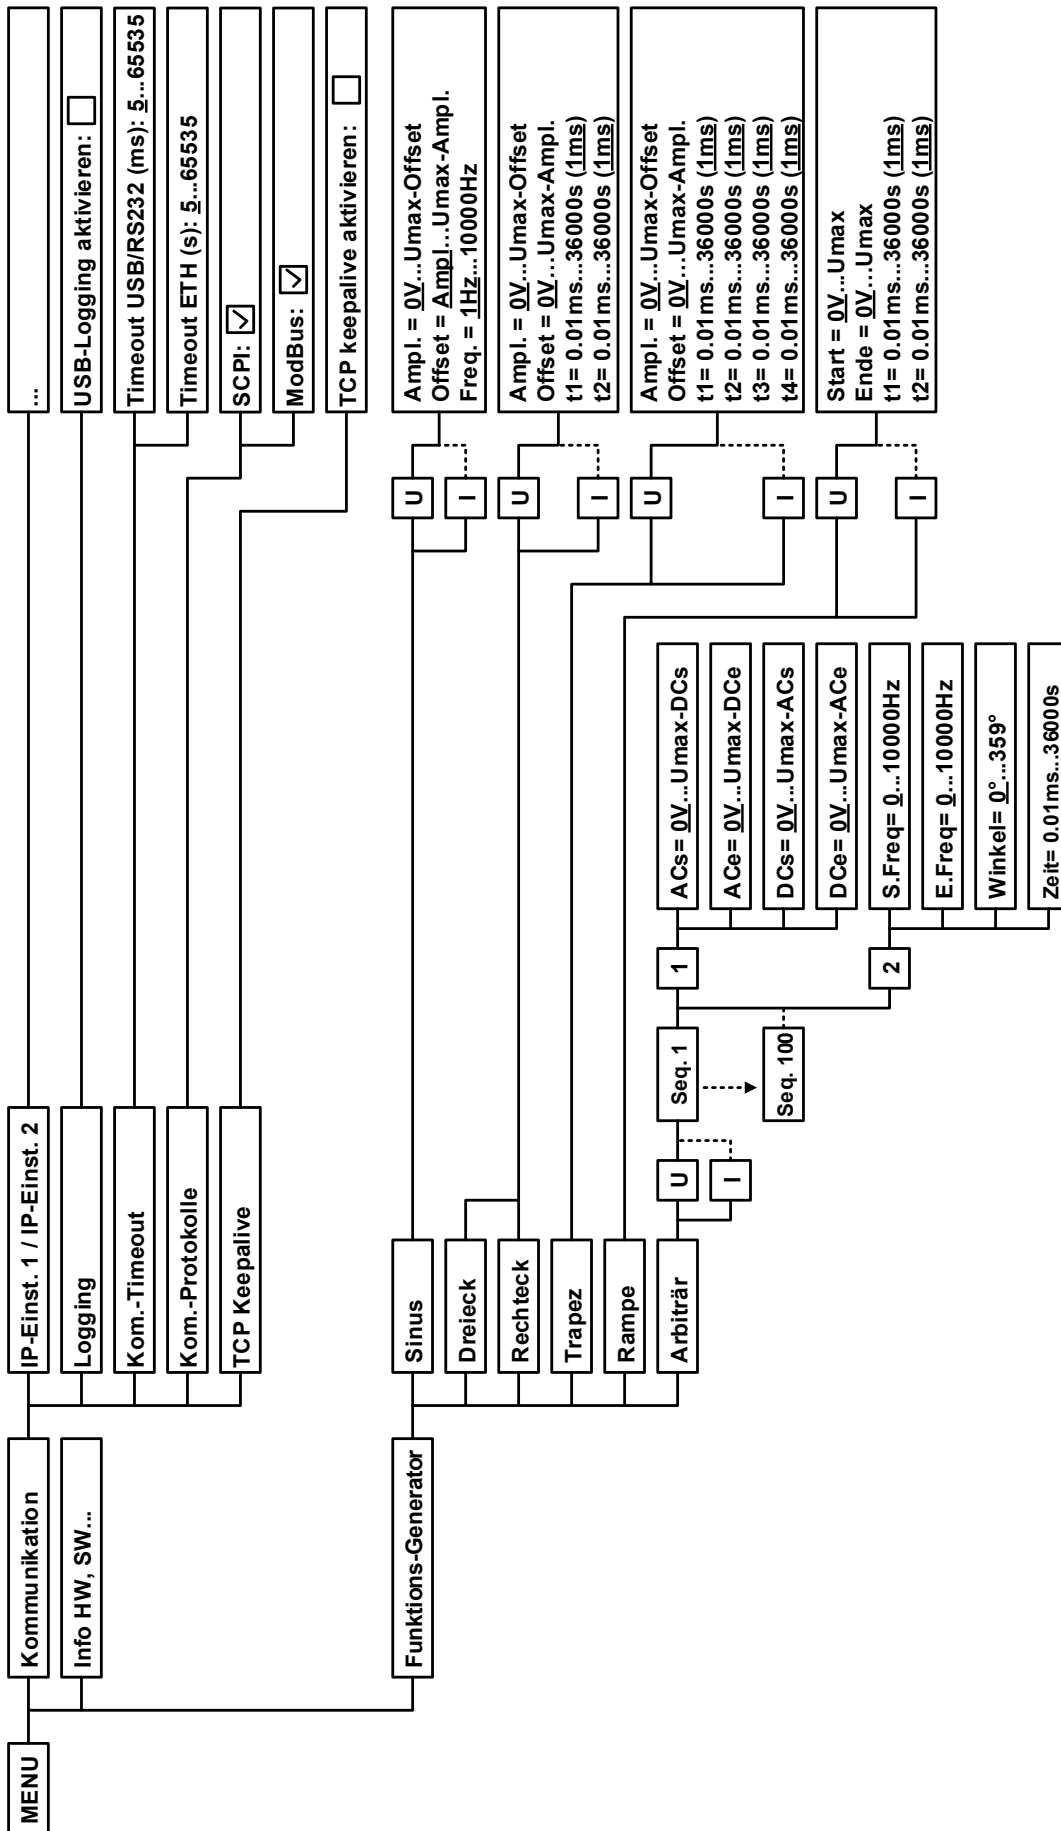 MENU
Kommunikation
IP-Einst. 1 / IP-Einst. 2
...
Logging
USB-Logging aktivieren:
Kom.-Timeout
Timeout USB/RS232 (ms): 5...65535
Timeout ETH (s): 5...65535
Kom.-Protokolle
SCPI:
ModBus:
TCP Keepalive
TCP keepalive aktivieren:
Info HW, SW...
Funktions-Generator
Sinus
U
I
Ampl. = 0V...Umax-Offset
Offset = Ampl...Umax-Ampl.
Freq. = 1Hz...10000Hz
Dreieck
Rechteck
U
I
Ampl. = 0V...Umax-Offset
Offset = 0V...Umax-Ampl.
t1= 0.01ms...36000s (1ms)
t2= 0.01ms...36000s (1ms)
Trapez
U
I
Ampl. = 0V...Umax-Offset
Offset = 0V...Umax-Ampl.
t1= 0.01ms...36000s (1ms)
t2= 0.01ms...36000s (1ms)
t3= 0.01ms...36000s (1ms)
t4= 0.01ms...36000s (1ms)
Rampe
U
I
Start = 0V...Umax
Ende = 0V...Umax
t1= 0.01ms...36000s (1ms)
t2= 0.01ms...36000s (1ms)
Arbiträr
U
I
Seq. 1
Seq. 100
1
ACs= 0V...Umax-DCs
ACe= 0V...Umax-DCe
DCs= 0V...Umax-ACs
DCe= 0V...Umax-ACe
2
S.Freq= 0...10000Hz
E.Freq= 0...10000Hz
Winkel= 0°...359°
Zeit= 0.01ms...36000s